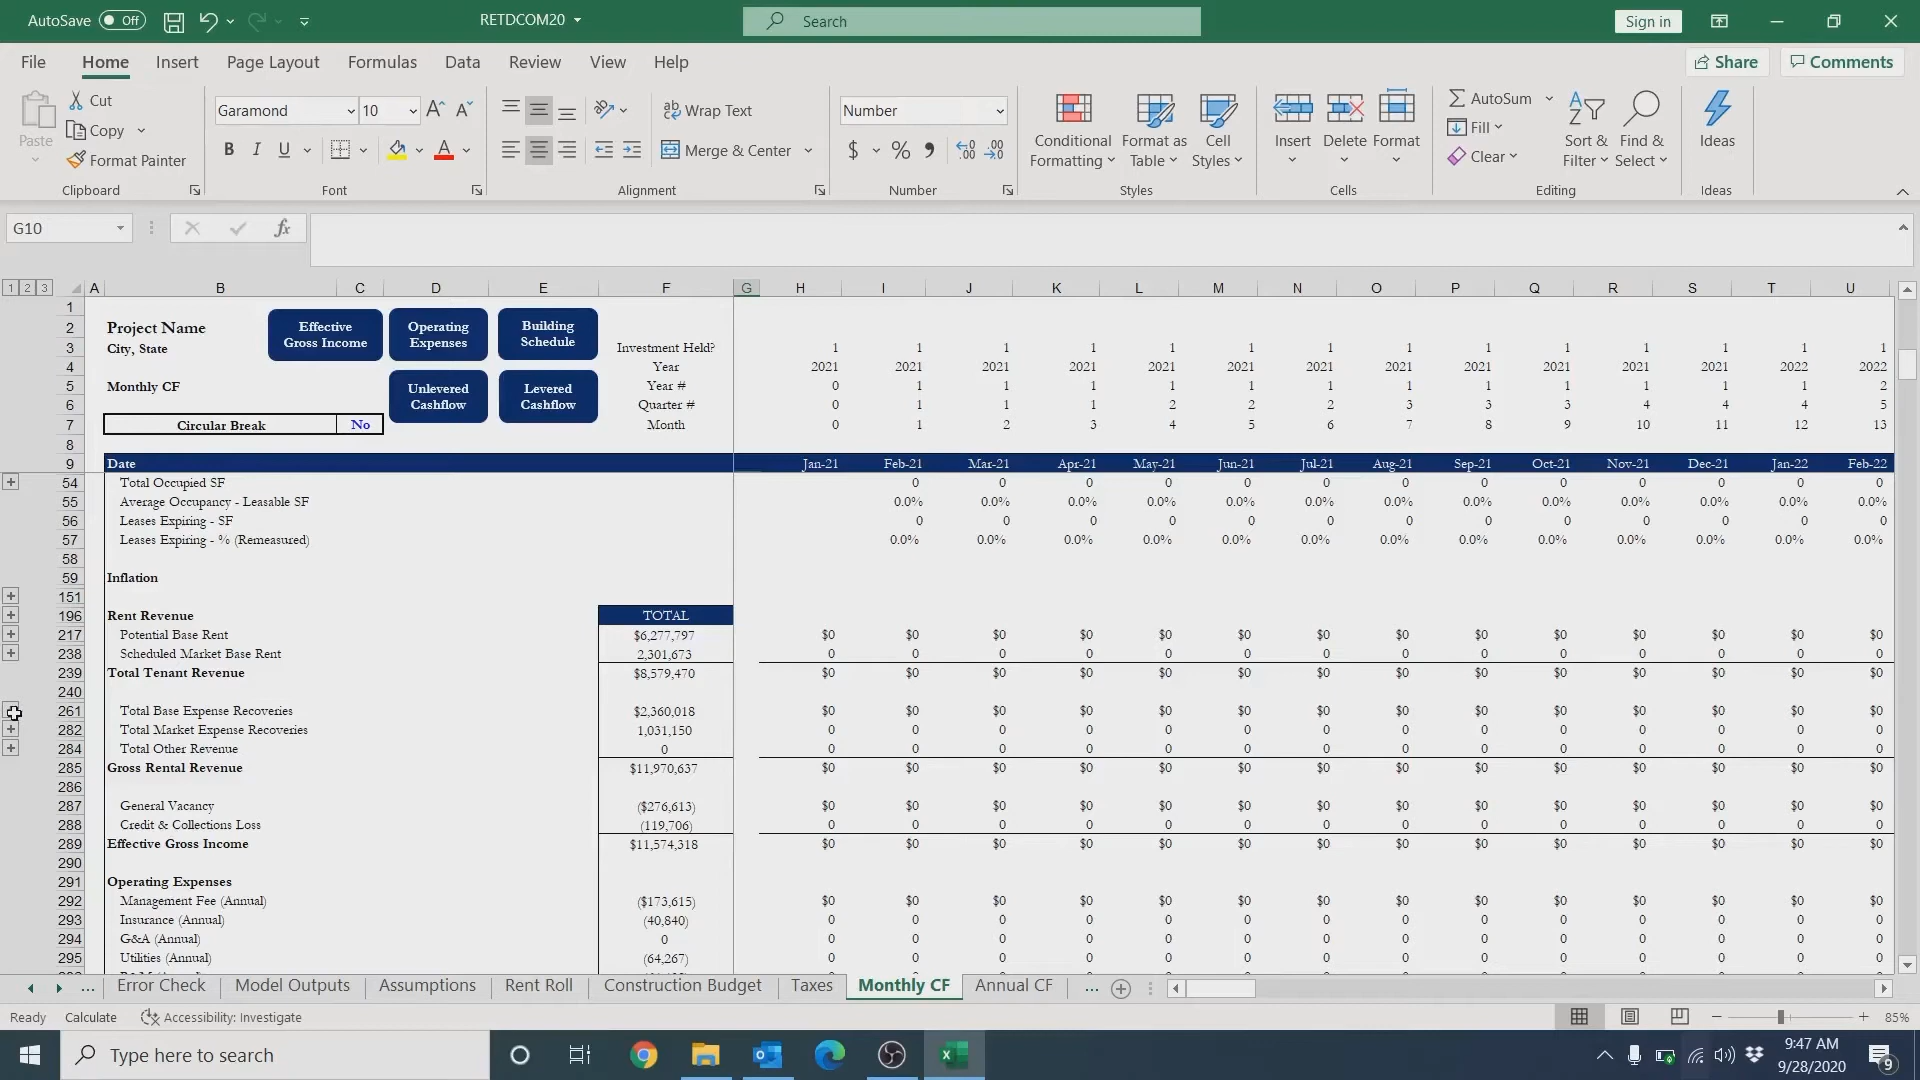 AutoSave Off RETDCOM20 Search Sign in
File Home Insert Page Layout Formulas Data Review View Help Share Comments
Paste Cut Copy Format Painter Clipboard
Garamond 10 A A B I U A Font
ab Wrap Text Merge & Center Alignment
Number $ % 9 Number
Conditional Formatting Format as Table Cell Styles Styles
Insert Delete Format Cells
AutoSum Fill Clear Sort & Filter Find & Select Editing
Ideas Ideas
G10 fx
1 2 3 A B C D E F G H I J K L M N O P Q R S T U
1
2 Project Name Effective Gross Income Operating Expenses Building Schedule
3 City, State Investment Held? 1 1 1 1 1 1 1 1 1 1 1 1 1 1
4 Year 2021 2021 2021 2021 2021 2021 2021 2021 2021 2021 2021 2021 2022 2022
5 Monthly CF Unlevered Cashflow Levered Cashflow Year # 0 1 1 1 1 1 1 1 1 1 1 1 1 2
6 Quarter # 0 1 1 1 2 2 2 3 3 3 4 4 4 5
7 Circular Break No Month 0 1 2 3 4 5 6 7 8 9 10 11 12 13
8
9 Date Jan-21 Feb-21 Mar-21 Apr-21 May-21 Jun-21 Jul-21 Aug-21 Sep-21 Oct-21 Nov-21 Dec-21 Jan-22 Feb-22
54 Total Occupied SF 0 0 0 0 0 0 0 0 0 0 0 0 0
55 Average Occupancy - Leasable SF 0.0% 0.0% 0.0% 0.0% 0.0% 0.0% 0.0% 0.0% 0.0% 0.0% 0.0% 0.0% 0.0%
56 Leases Expiring - SF 0 0 0 0 0 0 0 0 0 0 0 0 0
57 Leases Expiring - % (Remeasured) 0.0% 0.0% 0.0% 0.0% 0.0% 0.0% 0.0% 0.0% 0.0% 0.0% 0.0% 0.0% 0.0%
58
59 Inflation
151
196 Rent Revenue TOTAL
217 Potential Base Rent $6,277,797 $0 $0 $0 $0 $0 $0 $0 $0 $0 $0 $0 $0 $0 $0
238 Scheduled Market Base Rent 2,301,673 0 0 0 0 0 0 0 0 0 0 0 0 0 0
239 Total Tenant Revenue $8,579,470 $0 $0 $0 $0 $0 $0 $0 $0 $0 $0 $0 $0 $0 $0
240
261 Total Base Expense Recoveries $2,360,018 $0 $0 $0 $0 $0 $0 $0 $0 $0 $0 $0 $0 $0 $0
282 Total Market Expense Recoveries 1,031,150 0 0 0 0 0 0 0 0 0 0 0 0 0 0
284 Total Other Revenue 0 0 0 0 0 0 0 0 0 0 0 0 0 0 0
285 Gross Rental Revenue $11,970,637 $0 $0 $0 $0 $0 $0 $0 $0 $0 $0 $0 $0 $0 $0
286
287 General Vacancy ($276,613) $0 $0 $0 $0 $0 $0 $0 $0 $0 $0 $0 $0 $0 $0
288 Credit & Collections Loss (119,706) 0 0 0 0 0 0 0 0 0 0 0 0 0 0
289 Effective Gross Income $11,574,318 $0 $0 $0 $0 $0 $0 $0 $0 $0 $0 $0 $0 $0 $0
290
291 Operating Expenses
292 Management Fee (Annual) ($173,615) $0 $0 $0 $0 $0 $0 $0 $0 $0 $0 $0 $0 $0 $0
293 Insurance (Annual) (40,840) 0 0 0 0 0 0 0 0 0 0 0 0 0 0
294 G&A (Annual) 0 0 0 0 0 0 0 0 0 0 0 0 0 0 0
295 Utilities (Annual) (64,267) 0 0 0 0 0 0 0 0 0 0 0 0 0 0
... Error Check Model Outputs Assumptions Rent Roll Construction Budget Taxes Monthly CF Annual CF ...
Ready Calculate Accessibility: Investigate 85%
Type here to search 9:47 AM
9/28/2020 9